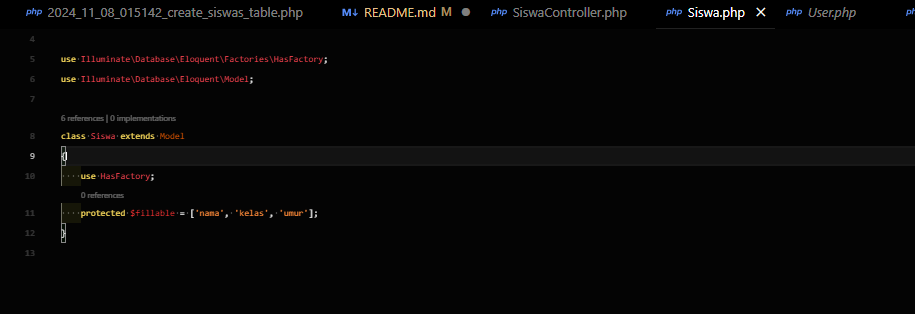 php 2024_11_08_015142_create_siswas_table.php M↓ README.md M ● php SiswaController.php php Siswa.php × php User.php php
4
5 use Illuminate\Database\Eloquent\Factories\HasFactory;
6 use Illuminate\Database\Eloquent\Model;
7
6 references | 0 implementations
8 class Siswa extends Model
9 {
10 use HasFactory;
0 references
11 protected $fillable = ['nama', 'kelas', 'umur'];
12 }
13